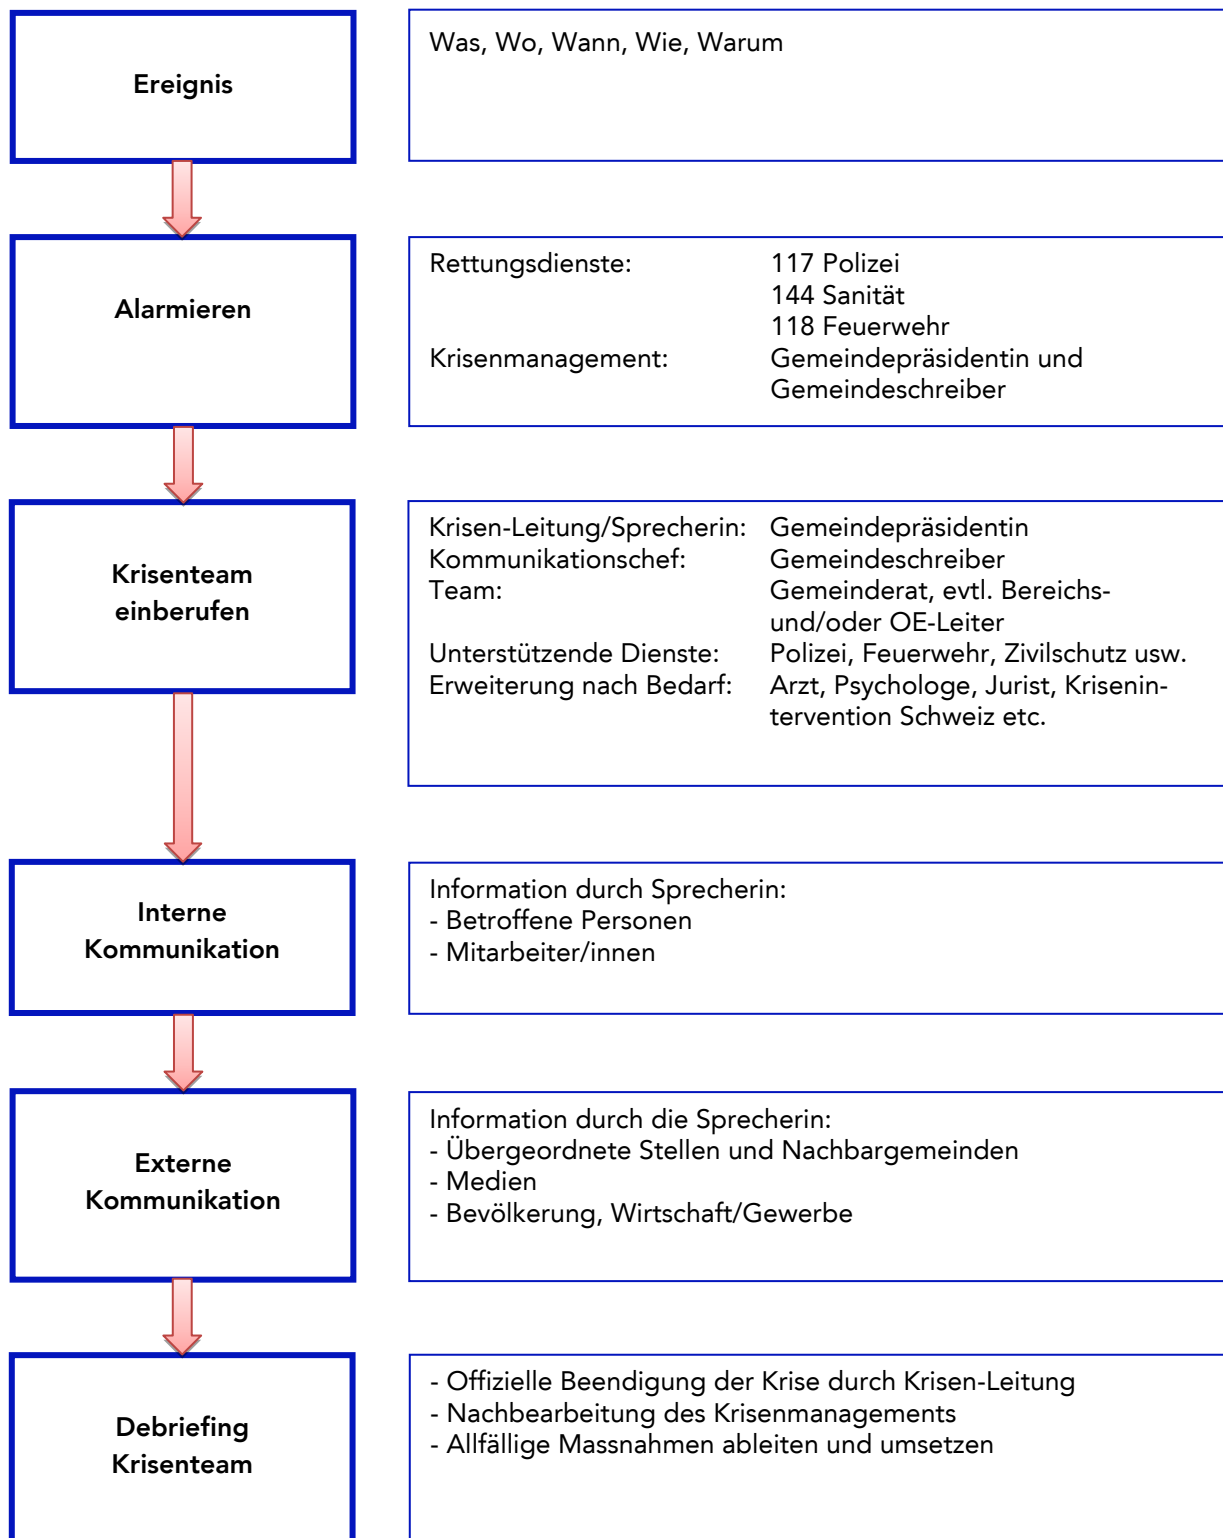 Ereignis
Was, Wo, Wann, Wie, Warum
Alarmieren
Rettungsdienste: 117 Polizei
144 Sanität
118 Feuerwehr
Krisenmanagement: Gemeindepräsidentin und
Gemeindeschreiber
Krisenteam
einberufen
Krisen-Leitung/Sprecherin: Gemeindepräsidentin
Kommunikationschef: Gemeindeschreiber
Team: Gemeinderat, evtl. Bereichs-
und/oder OE-Leiter
Unterstützende Dienste: Polizei, Feuerwehr, Zivilschutz usw.
Erweiterung nach Bedarf: Arzt, Psychologe, Jurist, Krisenin-
tervention Schweiz etc.
Interne
Kommunikation
Information durch Sprecherin:
- Betroffene Personen
- Mitarbeiter/innen
Externe
Kommunikation
Information durch die Sprecherin:
- Übergeordnete Stellen und Nachbargemeinden
- Medien
- Bevölkerung, Wirtschaft/Gewerbe
Debriefing
Krisenteam
- Offizielle Beendigung der Krise durch Krisen-Leitung
- Nachbearbeitung des Krisenmanagements
- Allfällige Massnahmen ableiten und umsetzen